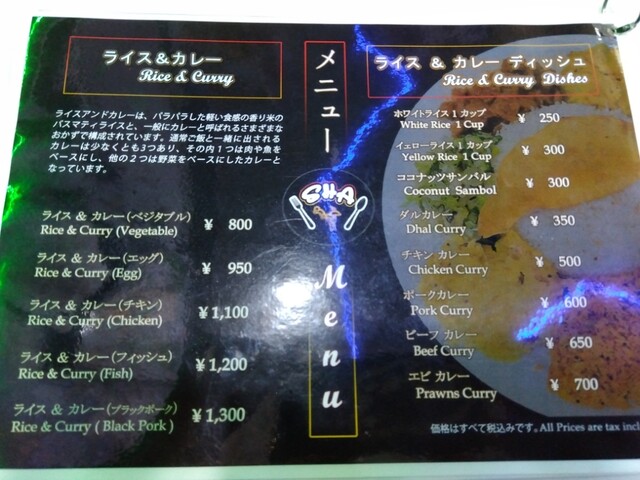 ライス&カレー
Rice & Curry
ライスアンドカレーは、パラパラした軽い食感の香り米の
バスマティライスと、一般にカレーと呼ばれるさまざまな
おかずで構成されています。通常ご飯と一緒に出される
カレーは少なくとも3つあり、その内1つは肉や魚を
ベースにし、他の2つは野菜をベースにしたカレーと
なっています。
ライス & カレー(ベジタブル)
Rice & Curry (Vegetable) ¥ 800
ライス & カレー(エッグ)
Rice & Curry (Egg) ¥ 950
ライス & カレー(チキン)
Rice & Curry (Chicken) ¥1,100
ライス & カレー(フィッシュ)
Rice & Curry (Fish) ¥1,200
ライス & カレー(ブラックポーク)
Rice & Curry ( Black Pork ) ¥1,300
メニュー
SHA
Menu
ライス & カレー ディッシュ
Rice & Curry Dishes
ホワイトライス1カップ
White Rice 1 Cup ¥ 250
イェローライス1カップ
Yellow Rice 1 Cup ¥ 300
ココナッツサンバル
Coconut Sambol ¥ 300
ダルカレー
Dhal Curry ¥ 350
チキン カレー
Chicken Curry ¥ 500
ポークカレー
Pork Curry ¥ 600
ビーフ カレー
Beef Curry ¥ 650
エビ カレー
Prawns Curry ¥ 700
価格はすべて税込みです。All Prices are tax incl